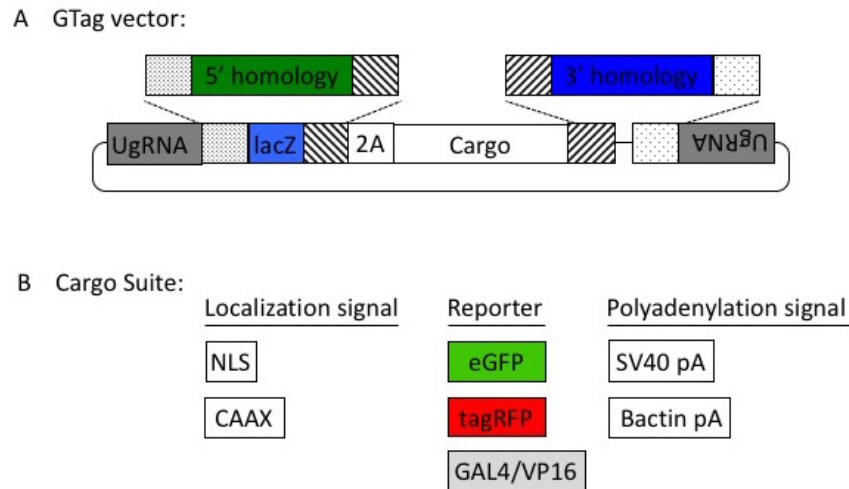 A GTag vector:
5′ homology 3′ homology
UgRNA lacZ 2A Cargo UgRNA
B Cargo Suite:
Localization signal Reporter Polyadenylation signal
NLS eGFP SV40 pA
CAAX tagRFP Bactin pA
GAL4/VP16